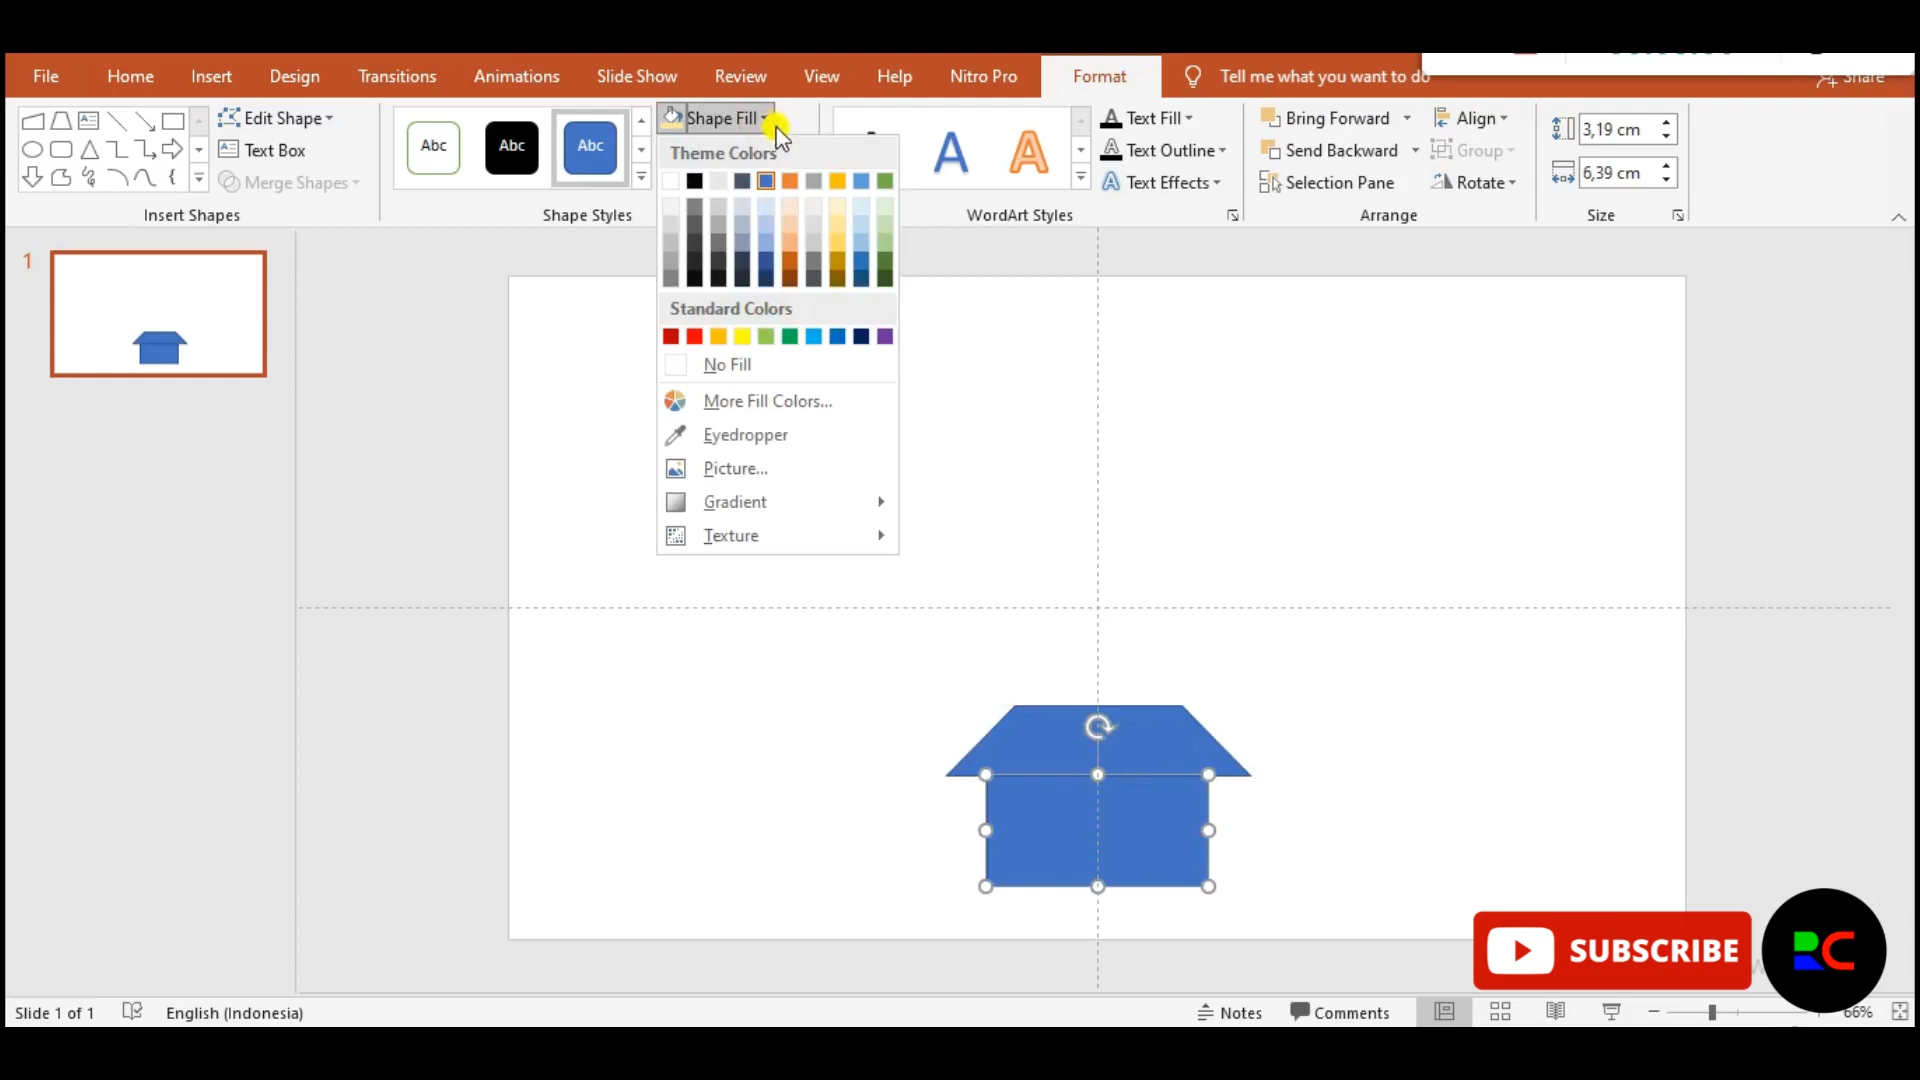 File Home Insert Design Transitions Animations Slide Show Review View Help Nitro Pro Format Tell me what you want to do Share
Edit Shape
Text Box
Merge Shapes
Insert Shapes
Abc Abc Abc
Shape Styles
Shape Fill
Theme Colors
Standard Colors
No Fill
More Fill Colors...
Eyedropper
Picture...
Gradient
Texture
A A
WordArt Styles
Text Fill
Text Outline
Text Effects
Bring Forward
Send Backward
Selection Pane
Align
Group
Rotate
Arrange
3,19 cm
6,39 cm
Size
1
SUBSCRIBE
RC
Slide 1 of 1 English (Indonesia) Notes Comments 66%